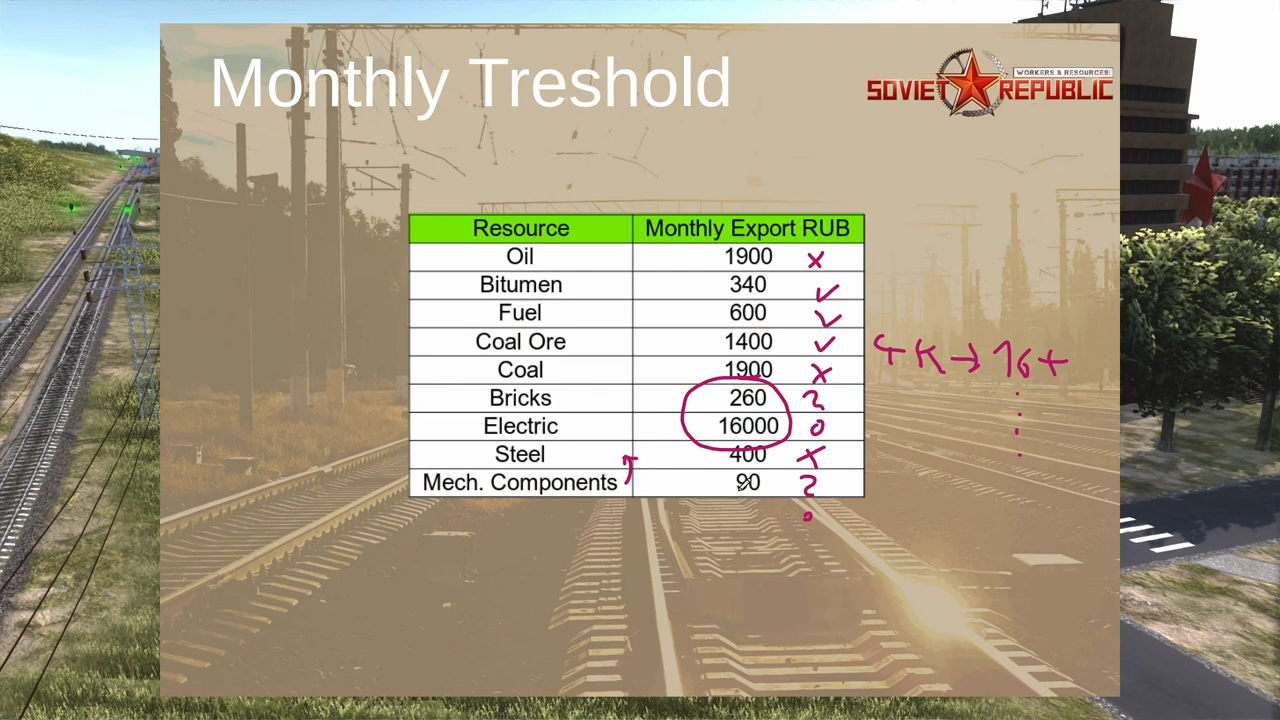 Monthly Treshold
WORKERS & RESOURCES:
SOVIET REPUBLIC
Resource Monthly Export RUB
Oil 1900 x
Bitumen 340 ✓
Fuel 600 ✓
Coal Ore 1400 ✓
Coal 1900 x
Bricks 260 ?
Electric 16000
Steel 400 x
Mech. Components 90 ?
4K → 16+